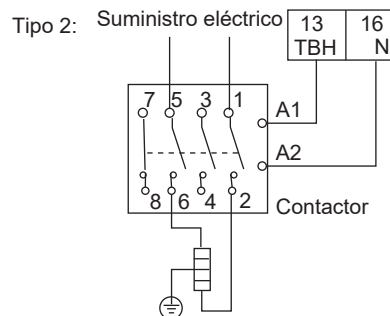 Tipo 2:
Suministro eléctrico
13 16
TBH N
7 5 3 1
A1
A2
8 6 4 2
Contactor